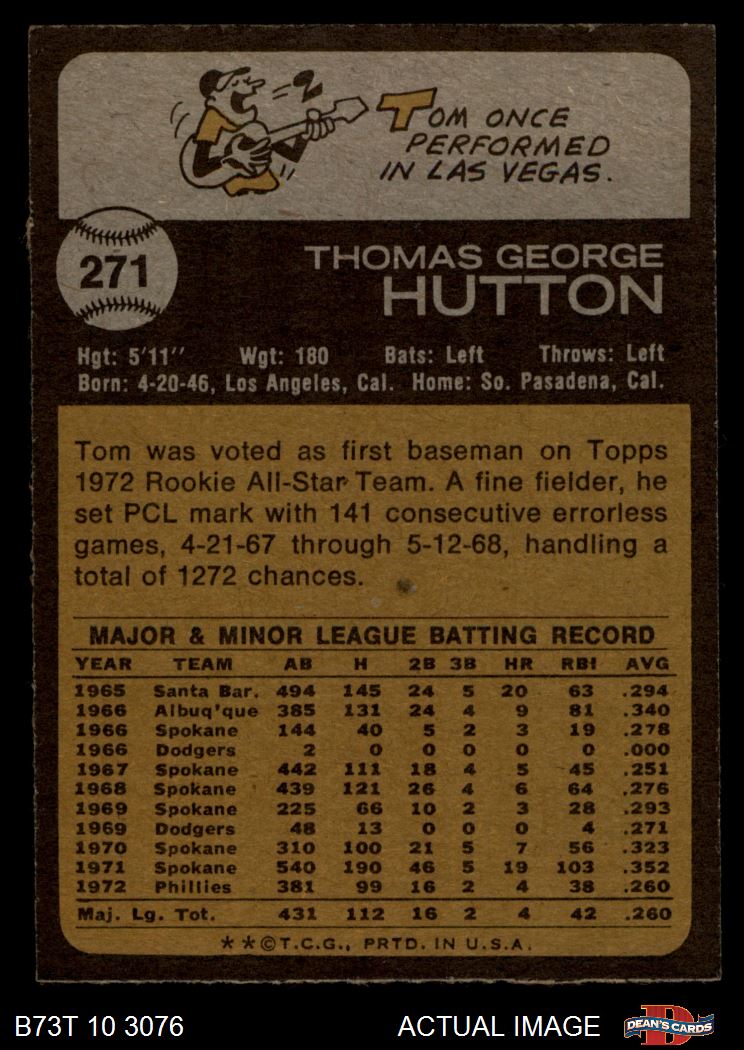 TOM ONCE
PERFORMED
IN LAS VEGAS.
271
THOMAS GEORGE
HUTTON
Hgt: 5'11'' Wgt: 180 Bats: Left Throws: Left
Born: 4-20-46, Los Angeles, Cal. Home: So. Pasadena, Cal.
Tom was voted as first baseman on Topps
1972 Rookie All-Star Team. A fine fielder, he
set PCL mark with 141 consecutive errorless
games, 4-21-67 through 5-12-68, handling a
total of 1272 chances.
MAJOR & MINOR LEAGUE BATTING RECORD
YEAR TEAM AB H 2B 3B HR RBI AVG
1965 Santa Bar. 494 145 24 5 20 63 .294
1966 Albuq'que 385 131 24 4 9 81 .340
1966 Spokane 144 40 5 2 3 19 .278
1966 Dodgers 2 0 0 0 0 0 .000
1967 Spokane 442 111 18 4 5 45 .251
1968 Spokane 439 121 26 4 6 64 .276
1969 Spokane 225 66 10 2 3 28 .293
1969 Dodgers 48 13 0 0 0 4 .271
1970 Spokane 310 100 21 5 7 56 .323
1971 Spokane 540 190 46 5 19 103 .352
1972 Phillies 381 99 16 2 4 38 .260
Maj. Lg. Tot. 431 112 16 2 4 42 .260
★★©T.C.G., PRTD. IN U.S.A.
B73T 10 3076 ACTUAL IMAGE D DEAN'S CARDS